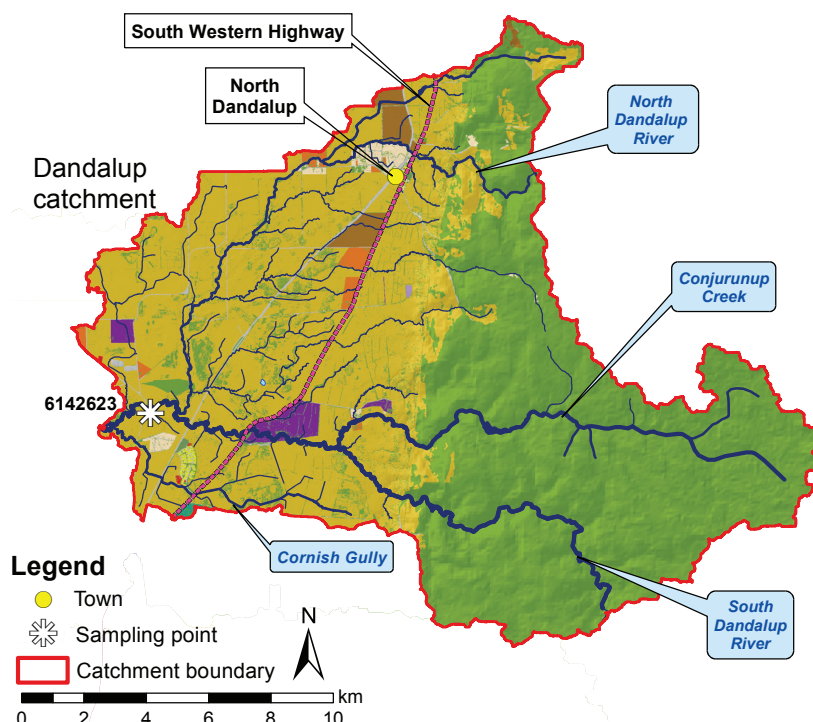 South Western Highway
North
Dandalup
North
Dandalup
River
Dandalup
catchment
Conjurunup
Creek
6142623
Cornish Gully
South
Dandalup
River
Legend
Town
Sampling point
Catchment boundary
N
km
0 2 4 6 8 10